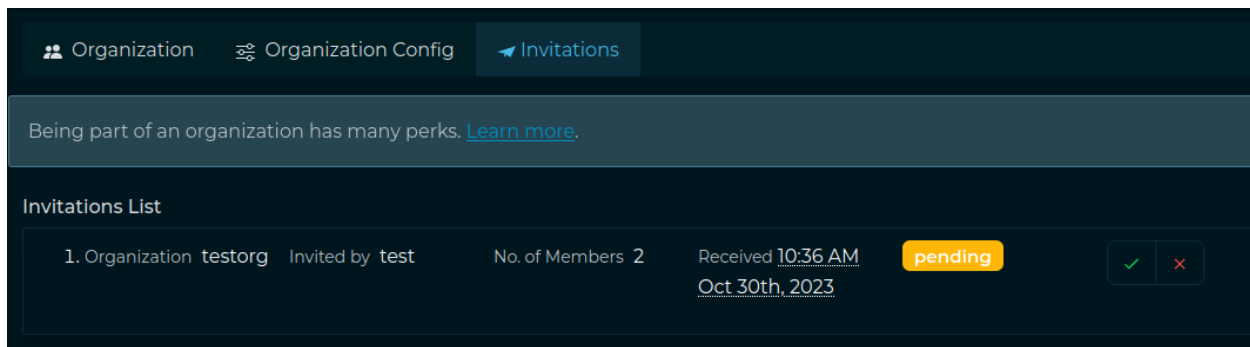 Organization Organization Config Invitations
Being part of an organization has many perks. Learn more.
Invitations List
1. Organization testorg Invited by test No. of Members 2 Received 10:36 AM pending
Oct 30th, 2023